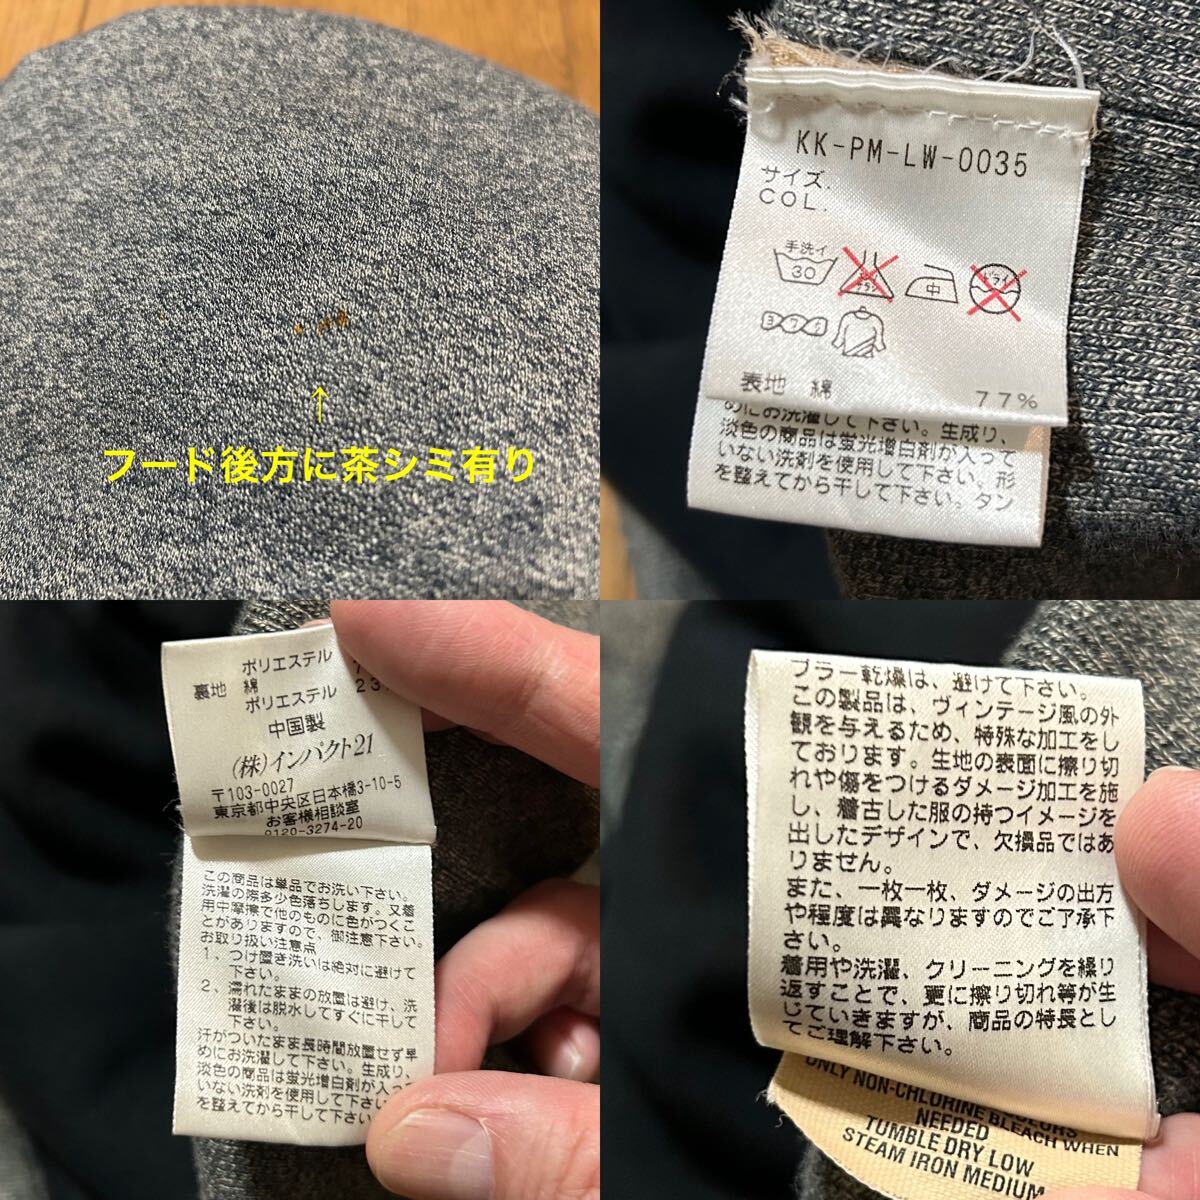 ↑
フード後方に茶シミ有り
KK-PM-LW-0035
サイズ.
COL.
手洗イ
30
中
ヨワク
表地 綿 77%
めにお洗濯して下さい。生成り、
淡色の商品は蛍光増白剤が入って
いない洗剤を使用して下さい、形
を整えてから干して下さい。タン
ポリエステル
裏地 綿
ポリエステル
中国製
(株)インパクト21
〒103-0027
東京都中央区日本橋3-10-5
お客様相談室
0120-3274-20
この商品は単品でお洗い下さい。
洗濯の際多少色落ちします。又着
用中摩擦で他のものに色がつくこ
とがありますので、御注意下さい。
お取り扱い注意点
1、つけ置き洗いは絶対に避けて
下さい。
2、濡れたままの放置は避け、洗
濯後は脱水してすぐに干して
下さい。
汗がついたまま長時間放置せず早
めにお洗濯して下さい。生成り、
淡色の商品は蛍光増白剤が入って
いない洗剤を使用して下さい
を整えてから干して下さい。
ブラー乾燥は、避けて下さい。
この製品は、ヴィンテージ風の外
観を与えるため、特殊な加工をし
ております。生地の表面に擦り切
れや傷をつけるダメージ加工を施
し、着古した服の持つイメージを
出したデザインで、欠損品ではあ
りません。
また、一枚一枚、ダメージの出方
や程度は異なりますのでご了承下
さい。
着用や洗濯、クリーニングを繰り
返すことで、更に擦り切れ等が生
じていきますが、商品の特長とし
てご理解下さい。
ONLY NON-CHLORINE BLEACH WHEN
NEEDED
TUMBLE DRY LOW
STEAM IRON MEDIUM